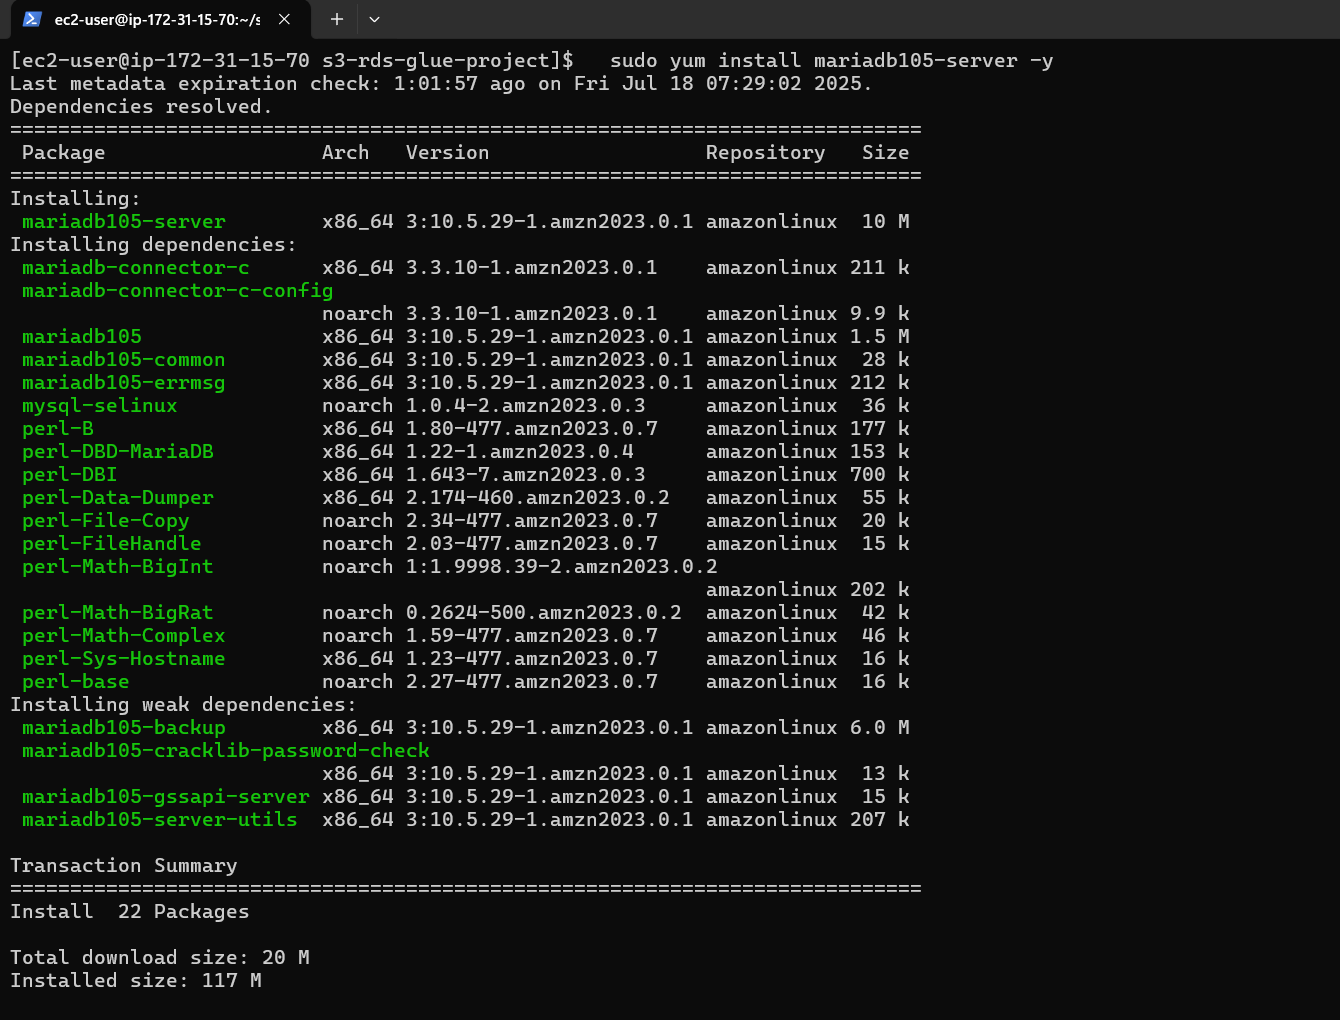 ec2-user@ip-172-31-15-70:~/s
[ec2-user@ip-172-31-15-70 s3-rds-glue-project]$   sudo yum install mariadb105-server -y
Last metadata expiration check: 1:01:57 ago on Fri Jul 18 07:29:02 2025.
Dependencies resolved.
============================================================================
 Package                  Arch   Version                  Repository   Size
============================================================================
Installing:
 mariadb105-server        x86_64 3:10.5.29-1.amzn2023.0.1 amazonlinux  10 M
Installing dependencies:
 mariadb-connector-c      x86_64 3.3.10-1.amzn2023.0.1    amazonlinux 211 k
 mariadb-connector-c-config
                          noarch 3.3.10-1.amzn2023.0.1    amazonlinux 9.9 k
 mariadb105               x86_64 3:10.5.29-1.amzn2023.0.1 amazonlinux 1.5 M
 mariadb105-common        x86_64 3:10.5.29-1.amzn2023.0.1 amazonlinux  28 k
 mariadb105-errmsg        x86_64 3:10.5.29-1.amzn2023.0.1 amazonlinux 212 k
 mysql-selinux            noarch 1.0.4-2.amzn2023.0.3     amazonlinux  36 k
 perl-B                   x86_64 1.80-477.amzn2023.0.7    amazonlinux 177 k
 perl-DBD-MariaDB         x86_64 1.22-1.amzn2023.0.4      amazonlinux 153 k
 perl-DBI                 x86_64 1.643-7.amzn2023.0.3     amazonlinux 700 k
 perl-Data-Dumper         x86_64 2.174-460.amzn2023.0.2   amazonlinux  55 k
 perl-File-Copy           noarch 2.34-477.amzn2023.0.7    amazonlinux  20 k
 perl-FileHandle          noarch 2.03-477.amzn2023.0.7    amazonlinux  15 k
 perl-Math-BigInt         noarch 1:1.9998.39-2.amzn2023.0.2
                                                          amazonlinux 202 k
 perl-Math-BigRat         noarch 0.2624-500.amzn2023.0.2  amazonlinux  42 k
 perl-Math-Complex        noarch 1.59-477.amzn2023.0.7    amazonlinux  46 k
 perl-Sys-Hostname        x86_64 1.23-477.amzn2023.0.7    amazonlinux  16 k
 perl-base                noarch 2.27-477.amzn2023.0.7    amazonlinux  16 k
Installing weak dependencies:
 mariadb105-backup        x86_64 3:10.5.29-1.amzn2023.0.1 amazonlinux 6.0 M
 mariadb105-cracklib-password-check
                          x86_64 3:10.5.29-1.amzn2023.0.1 amazonlinux  13 k
 mariadb105-gssapi-server x86_64 3:10.5.29-1.amzn2023.0.1 amazonlinux  15 k
 mariadb105-server-utils  x86_64 3:10.5.29-1.amzn2023.0.1 amazonlinux 207 k
Transaction Summary
============================================================================
Install  22 Packages
Total download size: 20 M
Installed size: 117 M